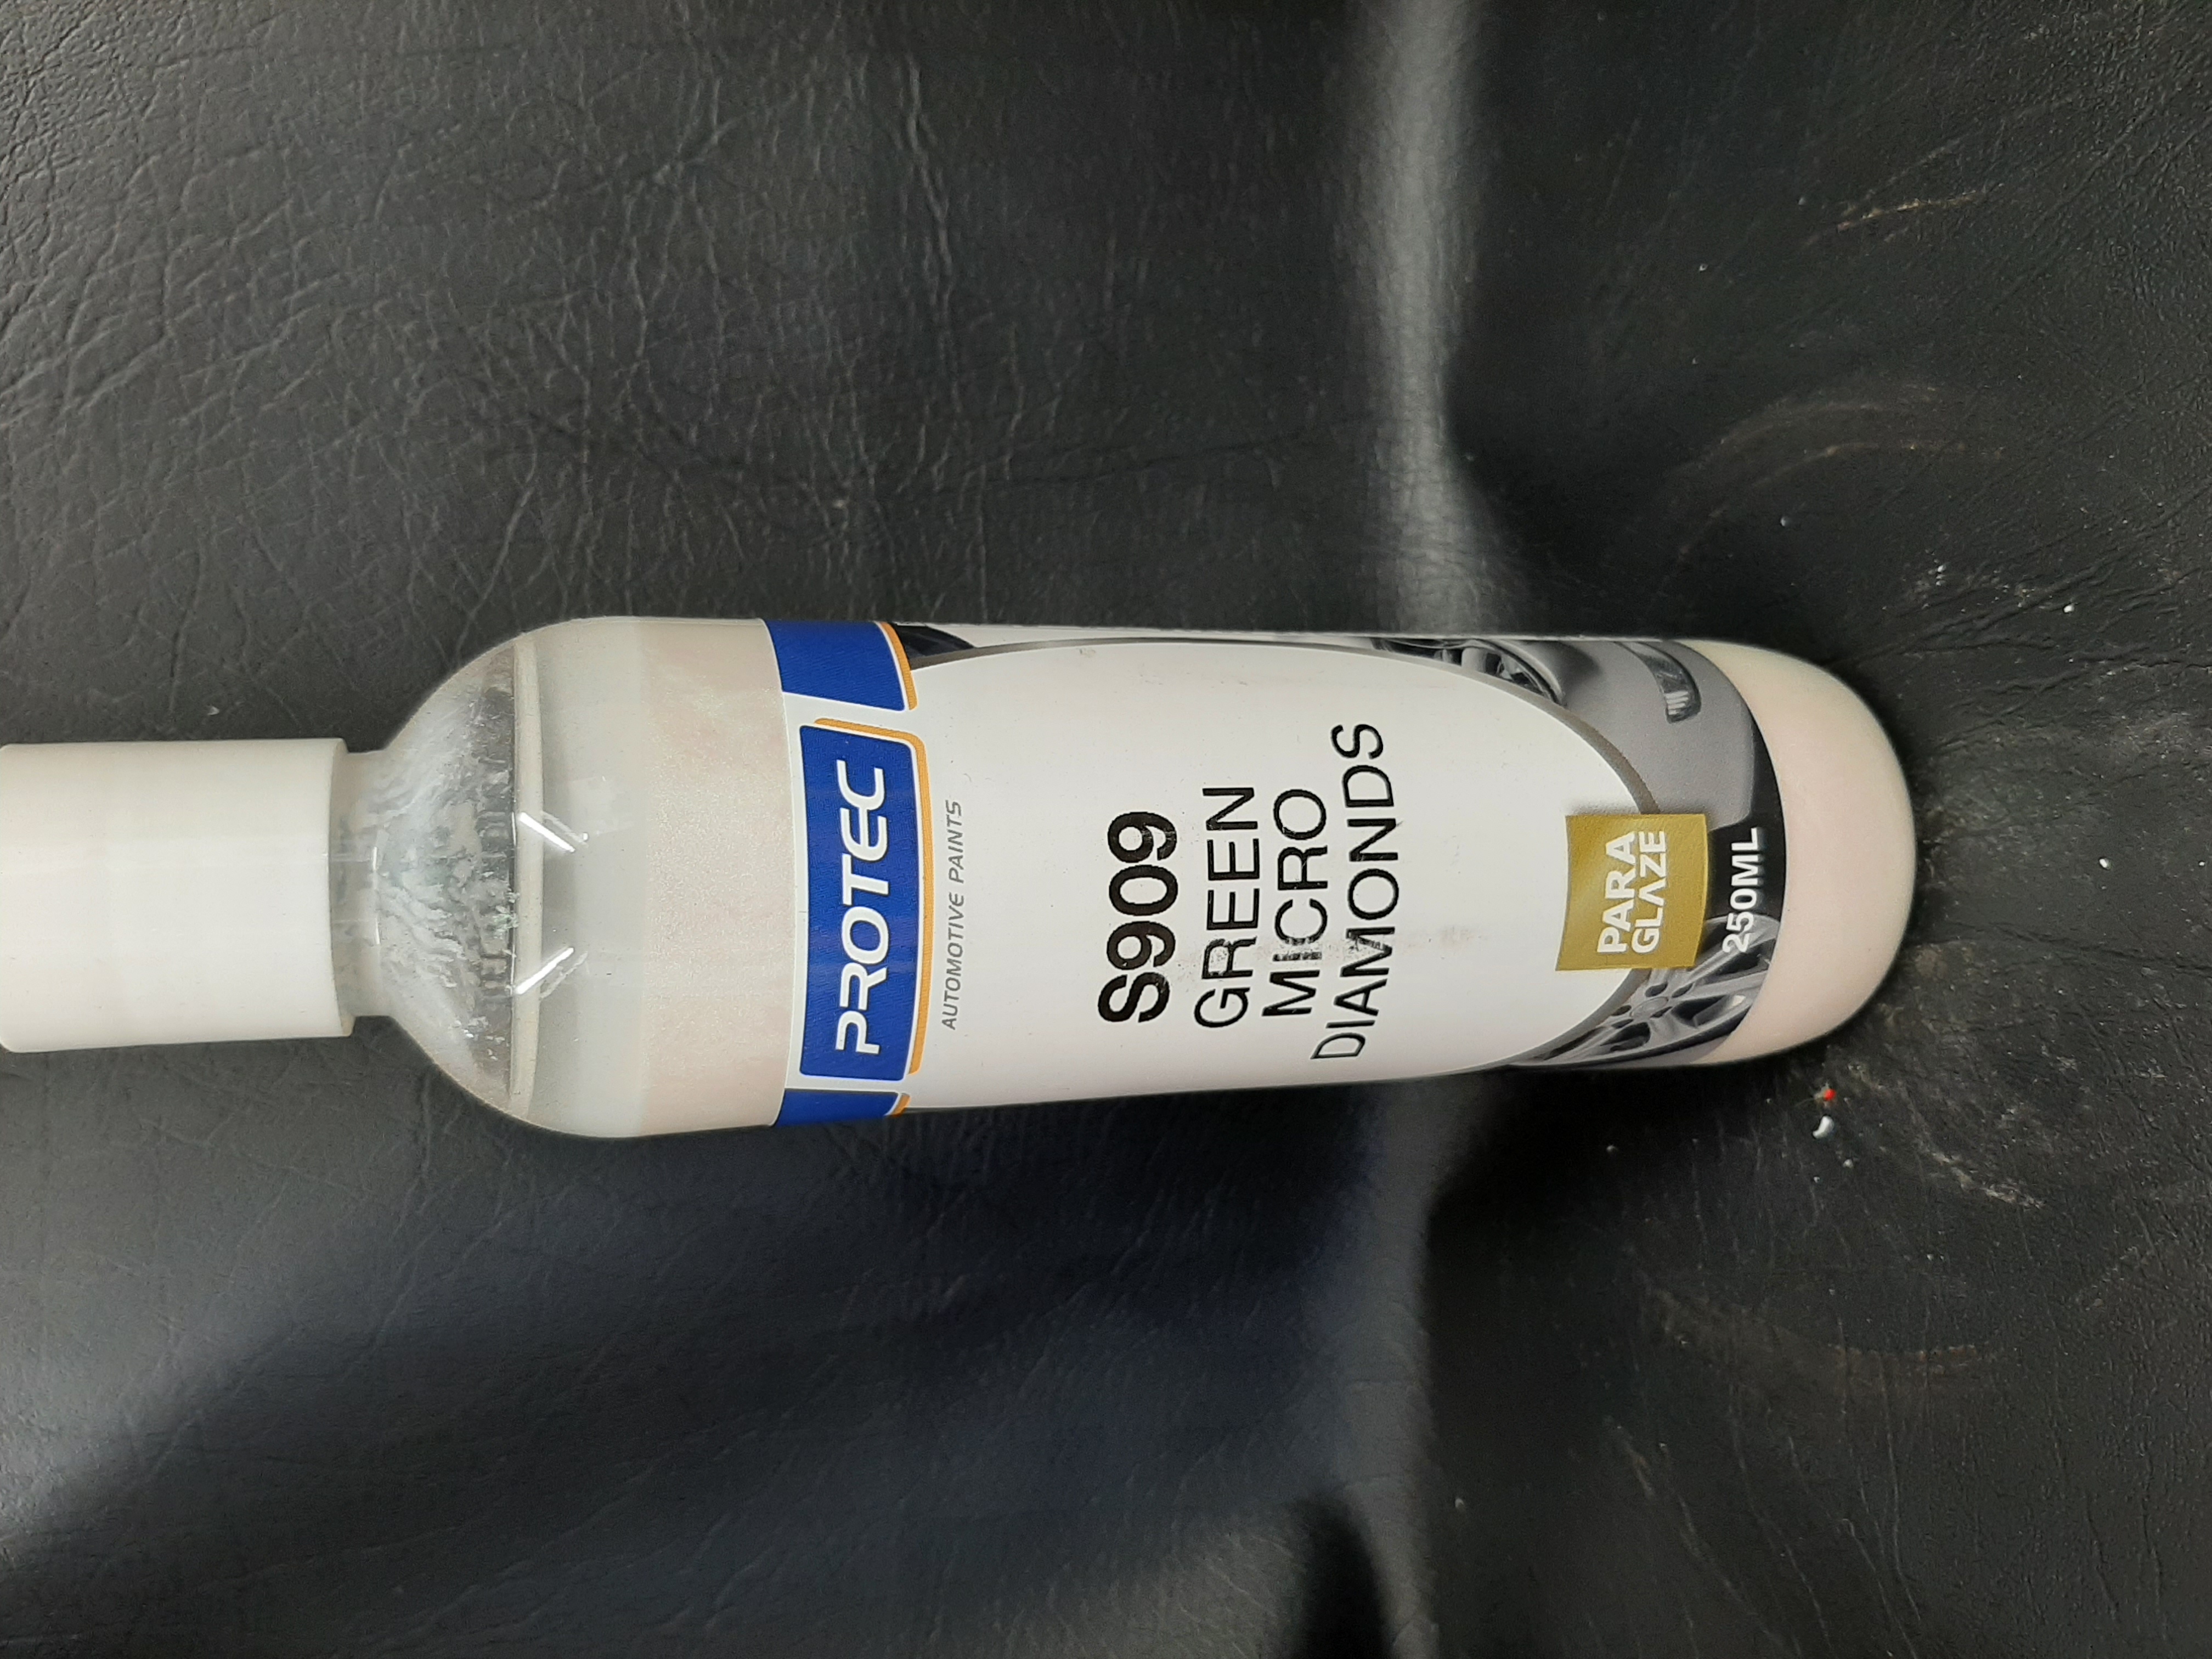 PROTEC
AUTOMOTIVE PAINTS
S909
GREEN
MICRO
DIAMONDS
PARA
GLAZE
250ML